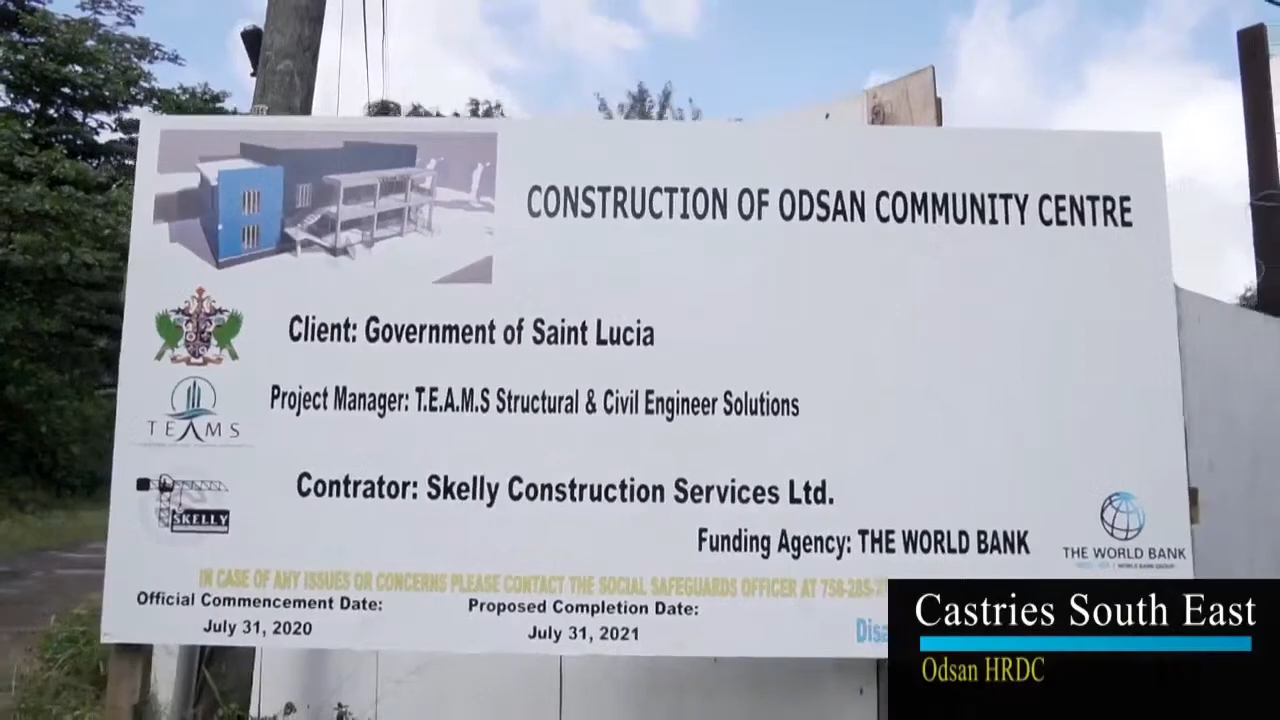 CONSTRUCTION OF ODSAN COMMUNITY CENTRE
Client: Government of Saint Lucia
TEAMS
Project Manager: T.E.A.M.S Structural & Civil Engineer Solutions
Contrator: Skelly Construction Services Ltd.
SKELLY
Funding Agency: THE WORLD BANK
THE WORLD BANK
IN CASE OF ANY ISSUES OR CONCERNS PLEASE CONTACT THE SOCIAL SAFEGUARDS OFFICER AT 758-285-
Official Commencement Date:
July 31, 2020
Proposed Completion Date:
July 31, 2021
Castries South East
Odsan HRDC